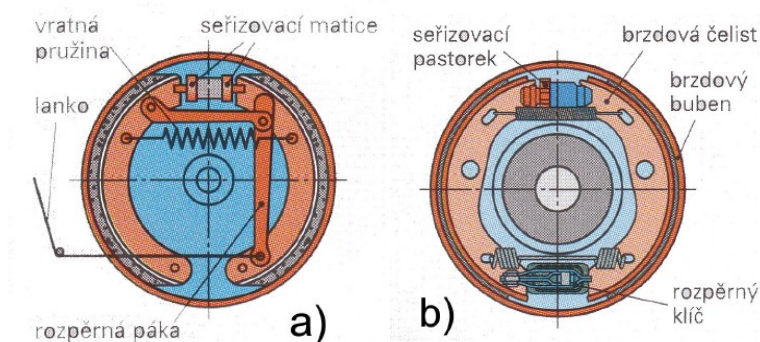 vratná
pružina
seřizovací matice
lanko
rozpěrná páka
a)
seřizovací
pastorek
brzdová čelist
brzdový
buben
rozpěrný
klíč
b)